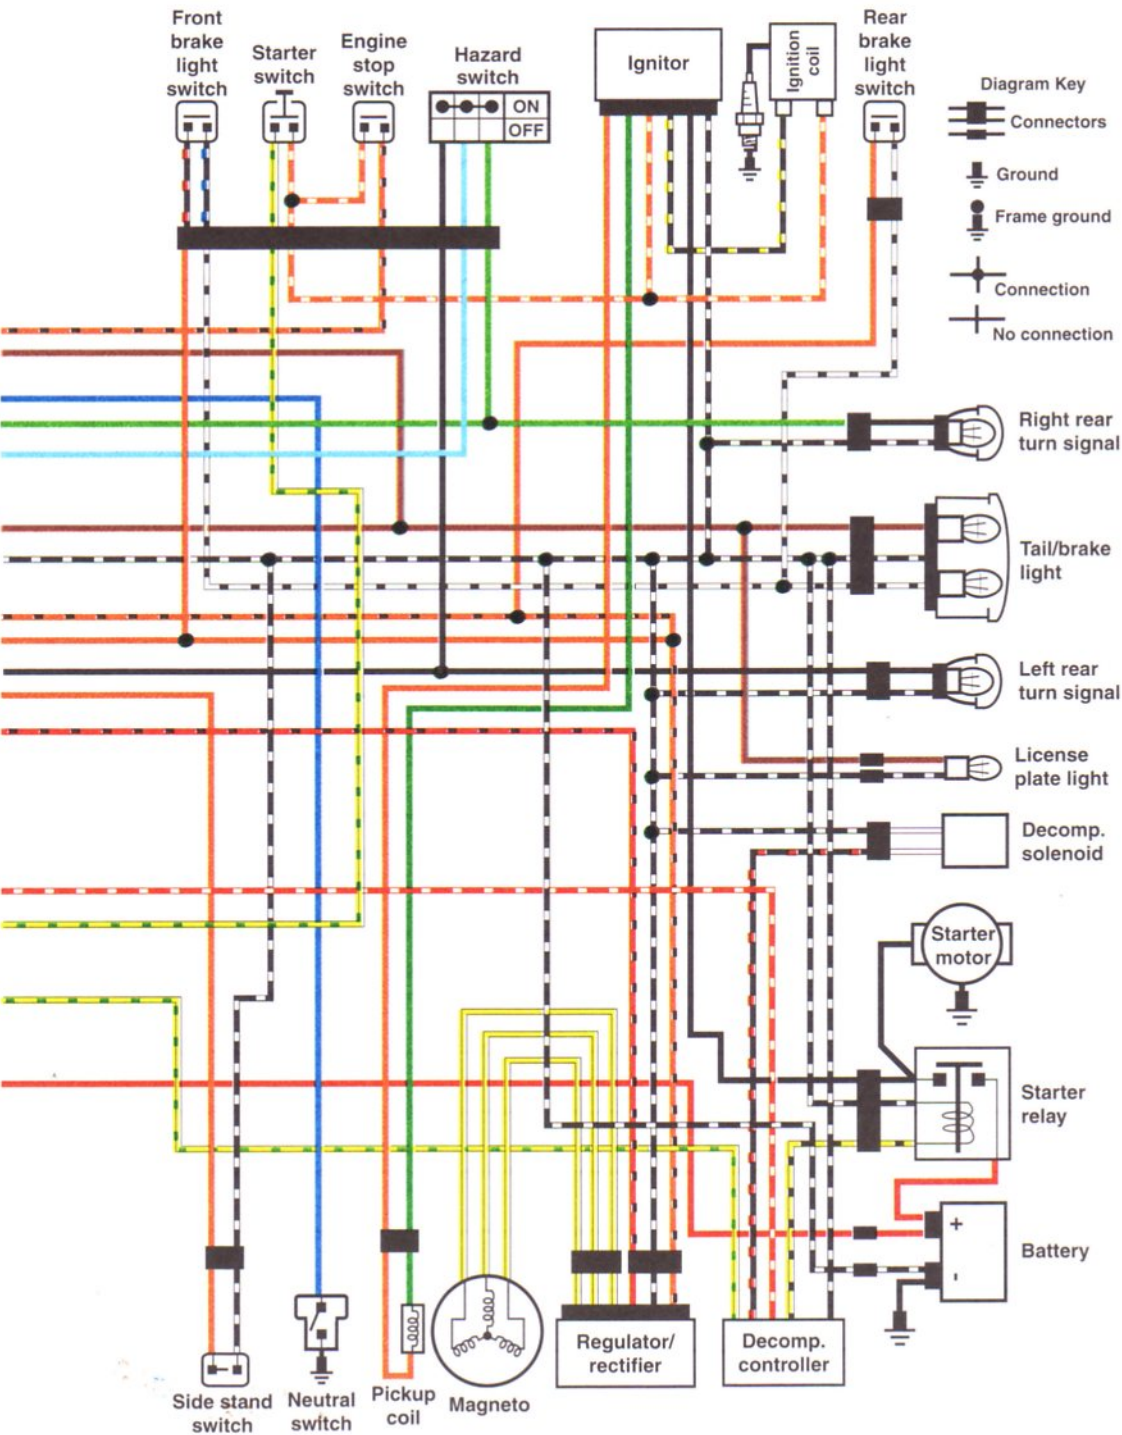 Front
brake
light
switch
Starter
switch
Engine
stop
switch
Hazard
switch
ON
OFF
Ignitor
Ignition
coil
Rear
brake
light
switch
Diagram Key
Connectors
Ground
Frame ground
Connection
No connection
Right rear
turn signal
Tail/brake
light
Left rear
turn signal
License
plate light
Decomp.
solenoid
Starter
motor
Starter
relay
+
-
Battery
Side stand
switch
Neutral
switch
Pickup
coil
Magneto
Regulator/
rectifier
Decomp.
controller